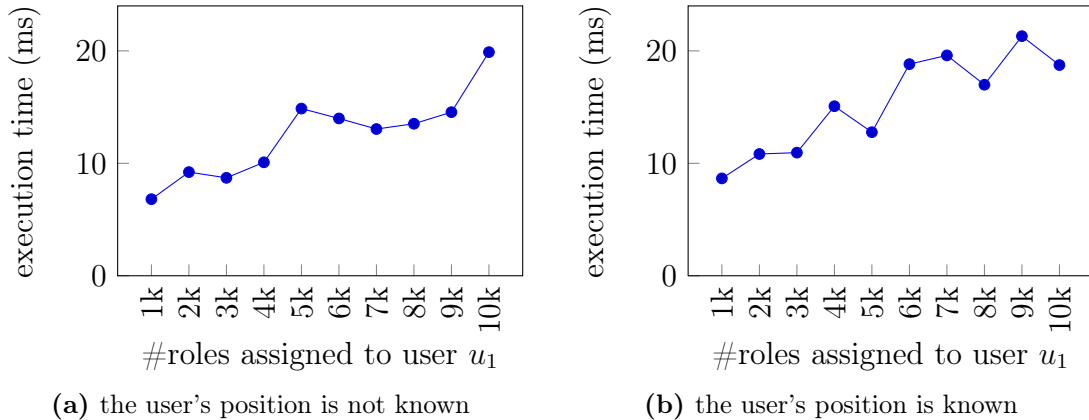 execution time (ms)
20
10
0
1k
2k
3k
4k
5k
6k
7k
8k
9k
10k
#roles assigned to user u₁
(a) the user's position is not known
execution time (ms)
20
10
0
1k
2k
3k
4k
5k
6k
7k
8k
9k
10k
#roles assigned to user u₁
(b) the user's position is known